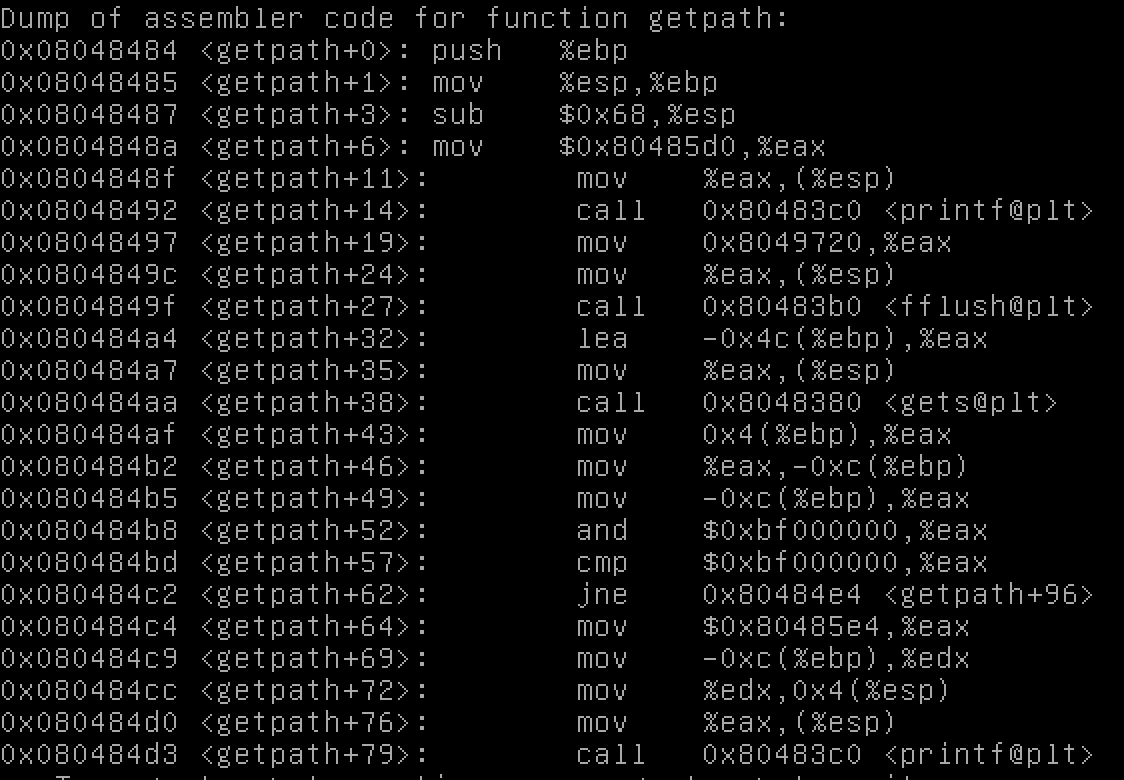 Dump of assembler code for function getpath:
0x08048484 <getpath+0>: push   %ebp
0x08048485 <getpath+1>: mov    %esp,%ebp
0x08048487 <getpath+3>: sub    $0x68,%esp
0x0804848a <getpath+6>: mov    $0x80485d0,%eax
0x0804848f <getpath+11>:        mov    %eax,(%esp)
0x08048492 <getpath+14>:        call   0x80483c0 <printf@plt>
0x08048497 <getpath+19>:        mov    0x8049720,%eax
0x0804849c <getpath+24>:        mov    %eax,(%esp)
0x0804849f <getpath+27>:        call   0x80483b0 <fflush@plt>
0x080484a4 <getpath+32>:        lea    -0x4c(%ebp),%eax
0x080484a7 <getpath+35>:        mov    %eax,(%esp)
0x080484aa <getpath+38>:        call   0x8048380 <gets@plt>
0x080484af <getpath+43>:        mov    0x4(%ebp),%eax
0x080484b2 <getpath+46>:        mov    %eax,-0xc(%ebp)
0x080484b5 <getpath+49>:        mov    -0xc(%ebp),%eax
0x080484b8 <getpath+52>:        and    $0xbf000000,%eax
0x080484bd <getpath+57>:        cmp    $0xbf000000,%eax
0x080484c2 <getpath+62>:        jne    0x80484e4 <getpath+96>
0x080484c4 <getpath+64>:        mov    $0x80485e4,%eax
0x080484c9 <getpath+69>:        mov    -0xc(%ebp),%edx
0x080484cc <getpath+72>:        mov    %edx,0x4(%esp)
0x080484d0 <getpath+76>:        mov    %eax,(%esp)
0x080484d3 <getpath+79>:        call   0x80483c0 <printf@plt>